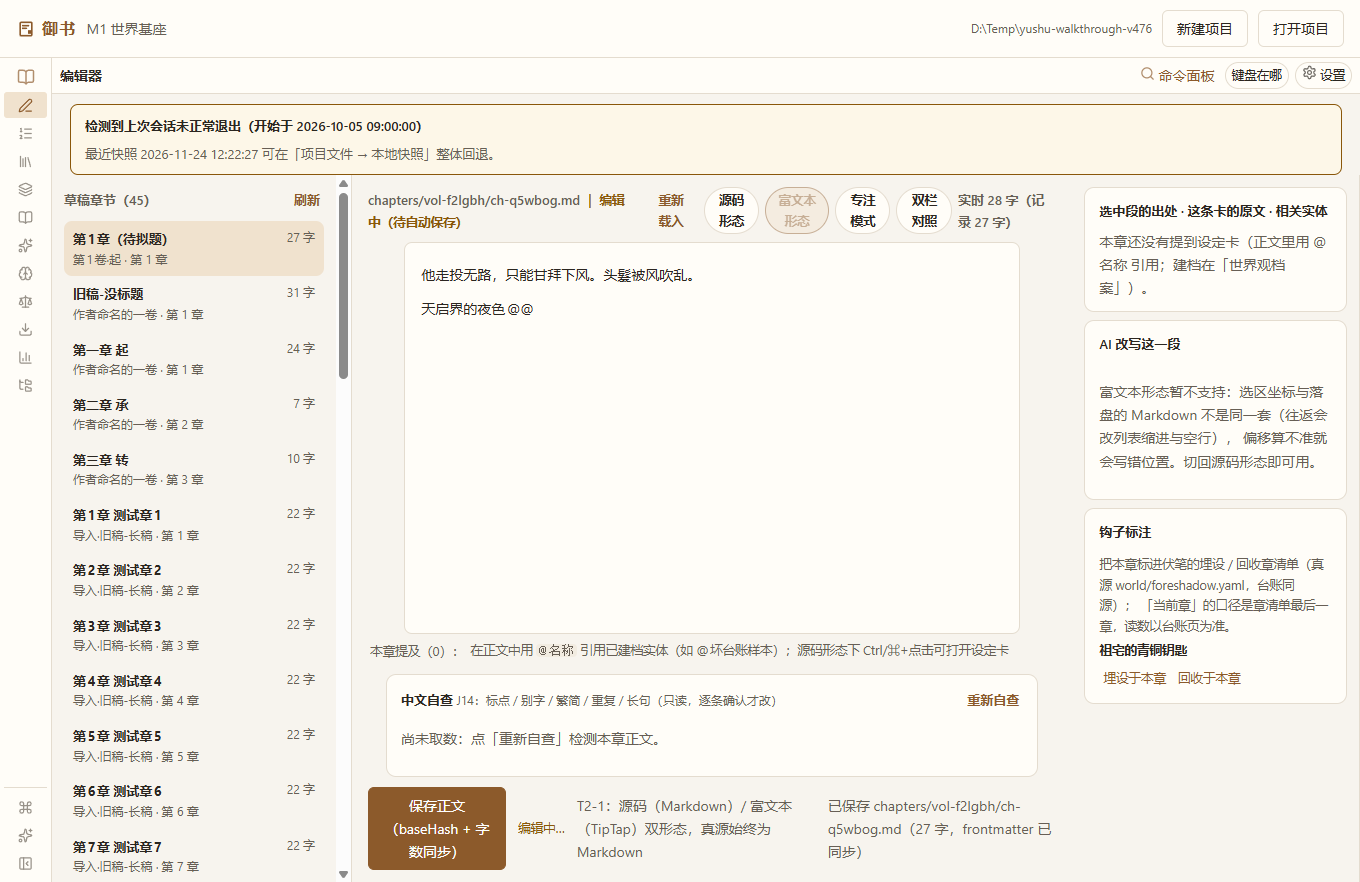 御书 M1 世界基座
D:\Temp\yushu-walkthrough-v476 新建项目 打开项目
编辑器
命令面板 键盘在哪 设置
检测到上次会话未正常退出（开始于 2026-10-05 09:00:00）
最近快照 2026-11-24 12:22:27 可在「项目文件 → 本地快照」整体回退。
草稿章节（45） 刷新
第1章（待拟题） 27 字
第1卷·起 · 第 1 章
旧稿-没标题 31 字
作者命名的一卷 · 第 1 章
第一章 起 24 字
作者命名的一卷 · 第 1 章
第二章 承 7 字
作者命名的一卷 · 第 2 章
第三章 转 10 字
作者命名的一卷 · 第 3 章
第1章 测试章1 22 字
导入·旧稿-长稿 · 第 1 章
第2章 测试章2 22 字
导入·旧稿-长稿 · 第 2 章
第3章 测试章3 22 字
导入·旧稿-长稿 · 第 3 章
第4章 测试章4 22 字
导入·旧稿-长稿 · 第 4 章
第5章 测试章5 22 字
导入·旧稿-长稿 · 第 5 章
第6章 测试章6 22 字
导入·旧稿-长稿 · 第 6 章
第7章 测试章7 22 字
导入·旧稿-长稿 · 第 7 章
chapters/vol-f2lgbh/ch-q5wbog.md ｜ 编辑
中（待自动保存）
重新
载入
源码
形态
富文本
形态
专注
模式
双栏
对照
实时 28 字（记
录 27 字）
他走投无路，只能甘拜下风。头髮被风吹乱。
天启界的夜色@@
本章提及（0）： 在正文中用 @名称 引用已建档实体（如 @坏台账样本）；源码形态下 Ctrl/⌘+点击可打开设定卡
中文自查 J14：标点 / 别字 / 繁简 / 重复 / 长句（只读，逐条确认才改） 重新自查
尚未取数：点「重新自查」检测本章正文。
保存正文
（baseHash + 字
数同步）
编辑中…
T2-1：源码（Markdown）/ 富文本
（TipTap）双形态，真源始终为
Markdown
已保存 chapters/vol-f2lgbh/ch-
q5wbog.md（27 字，frontmatter 已
同步）
选中段的出处 · 这条卡的原文 · 相关实体
本章还没有提到设定卡（正文里用 @
名称 引用；建档在「世界观档
案」）。
AI 改写这一段
富文本形态暂不支持：选区坐标与落
盘的 Markdown 不是同一套（往返会
改列表缩进与空行），偏移算不准就
会写错位置。切回源码形态即可用。
钩子标注
把本章标进伏笔的埋设 / 回收章清单（真
源 world/foreshadow.yaml，台账同
源）；「当前章」的口径是章清单最后一
章，读数以台账页为准。
祖宅的青铜钥匙
埋设于本章 回收于本章